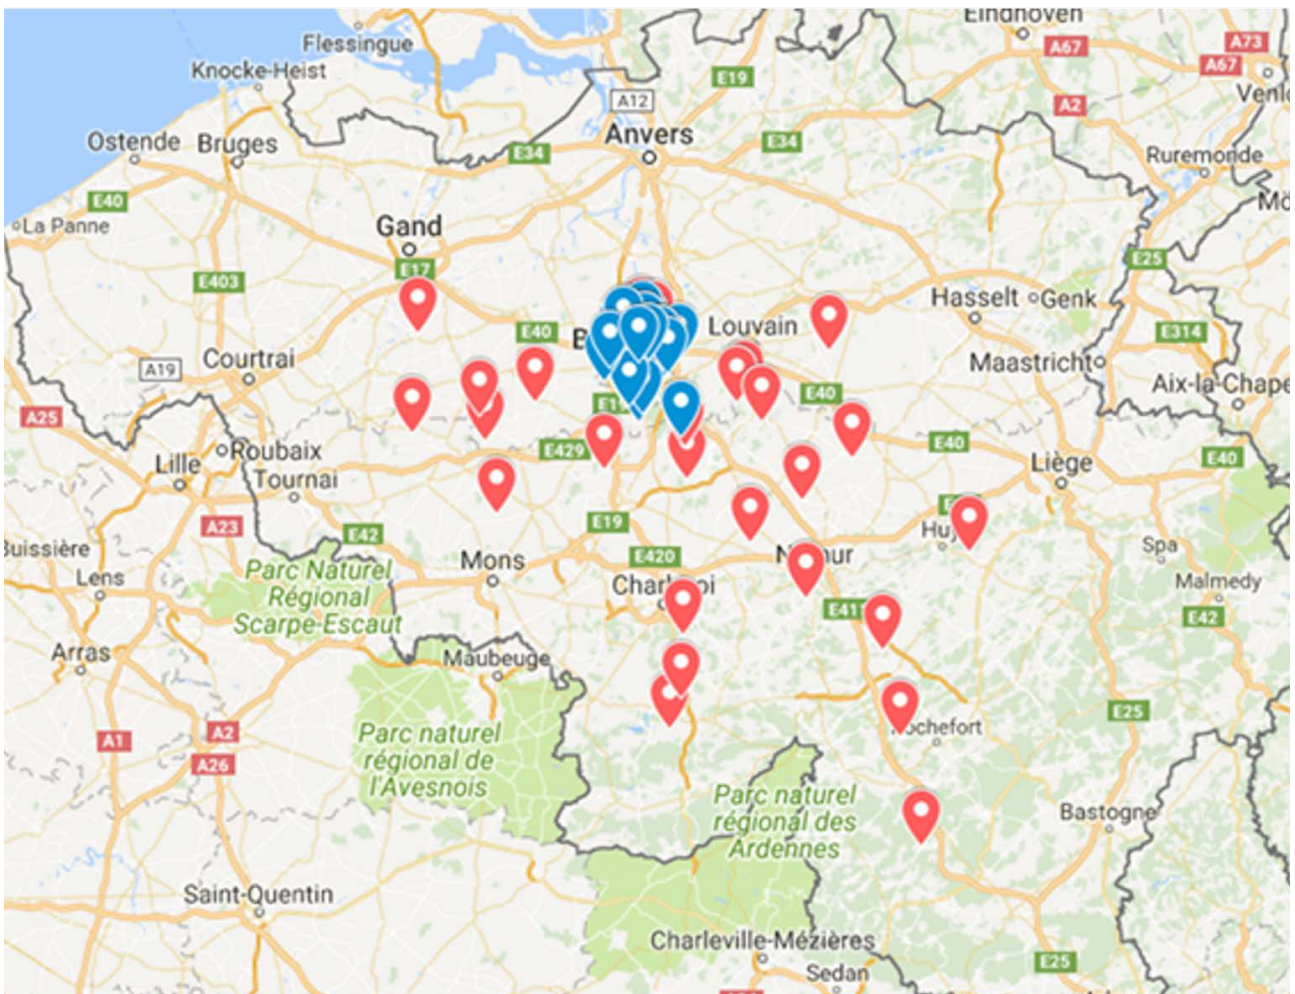 Eindhoven
Flessingue
A67
A73
A67
Knocke-Heist
E19
A12
A2
Venlo
Ostende
Bruges
Anvers
E34
E34
Ruremonde
E40
La Panne
Gand
E17
E403
E25
Hasselt
Genk
E40
Louvain
E314
Courtrai
A19
Maastricht
Aix-la-Chape
A25
E40
E429
E40
E40
Roubaix
Lille
Tournai
Liège
A23
E42
E19
Huy
Buissière
Mons
E420
Spa
Lens
Parc Naturel
Régional
Scarpe-Escaut
Malmedy
E411
E42
Arras
Maubeuge
E25
A1
A2
A26
Parc naturel
régional de
l'Avesnois
Parc naturel
régional des
Ardennes
Bastogne
Saint-Quentin
Charleville-Mézières
Sedan
E25